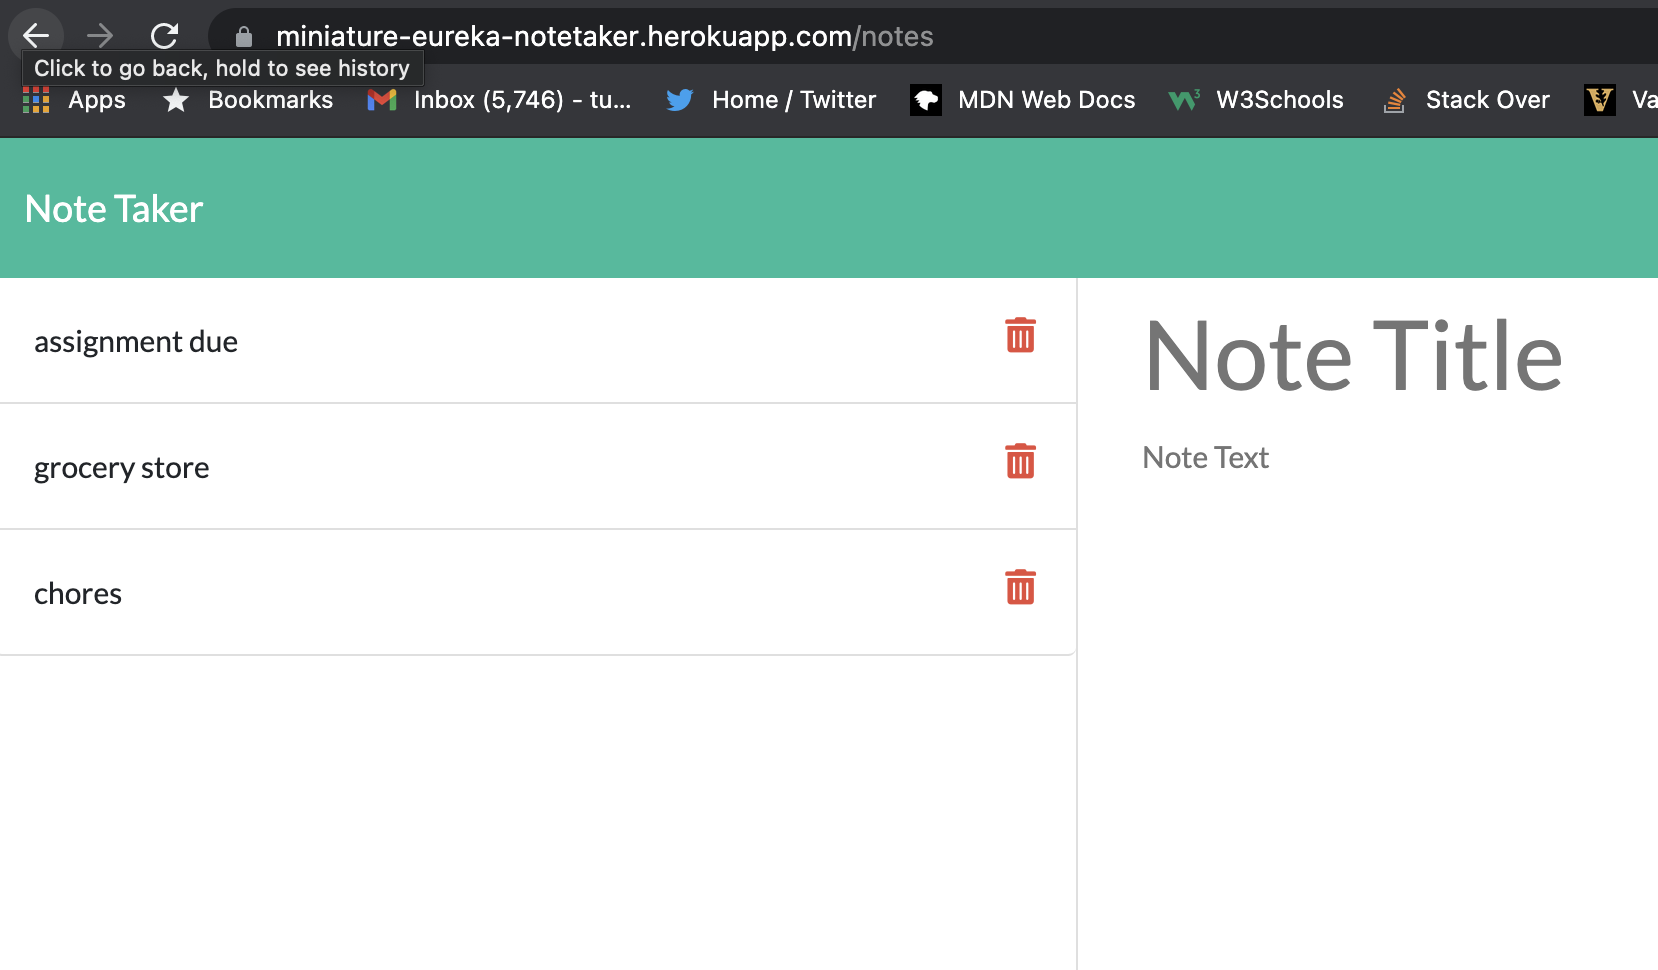 miniature-eureka-notetaker.herokuapp.com/notes
Click to go back, hold to see history
Apps Bookmarks Inbox (5,746) - tu... Home / Twitter MDN Web Docs W3Schools Stack Over Va
Note Taker
assignment due
grocery store
chores
Note Title
Note Text